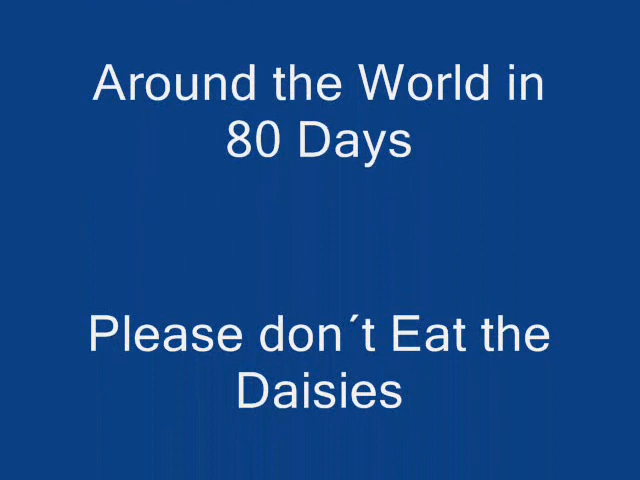 Around the World in
80 Days
Please don´t Eat the
Daisies